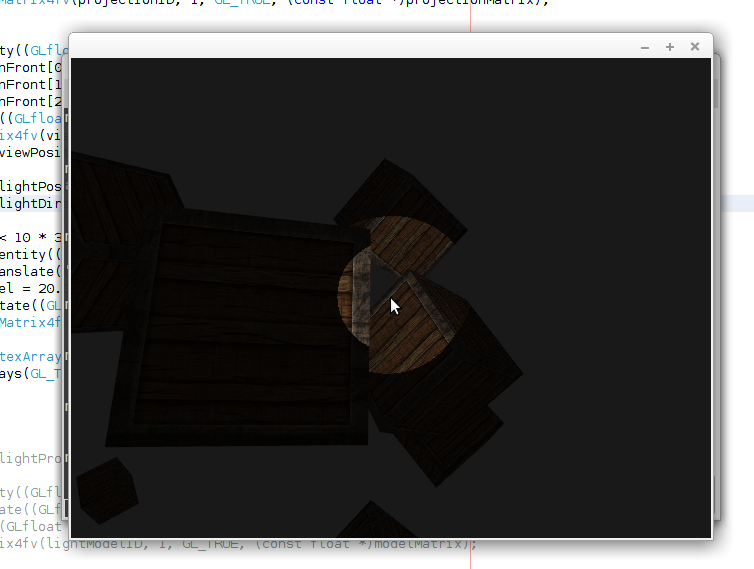 Matrix4fv(projectionID, 1, GL_TRUE, (const float *)projectionMatrix);
ty((GLfl
nFront[0
nFront[1
nFront[2
((GLfloat
ix4fv(vi
viewPosi
lightPos
lightDir
< 10 * 3
entity((
anslate(
el = 20.
tate((GL
Matrix4f
texArray
ays(GL_T
lightPro
ty((GLfl
ate((GLf
(GLfloat
ix4fv(lightModelID, 1, GL_TRUE, (const float *)modelMatrix);